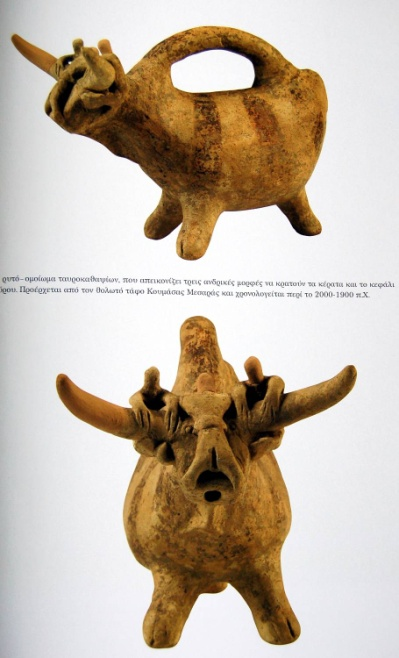 ρυτό–ομοίωμα ταυροκαθαψίων, που απεικονίζει τρεις ανδρικές μορφές να κρατούν τα κέρατα και το κεφάλι
Προέρχεται από τον θολωτό τάφο Κουμάσας Μεσαράς και χρονολογείται περί το 2000-1900 π.Χ.